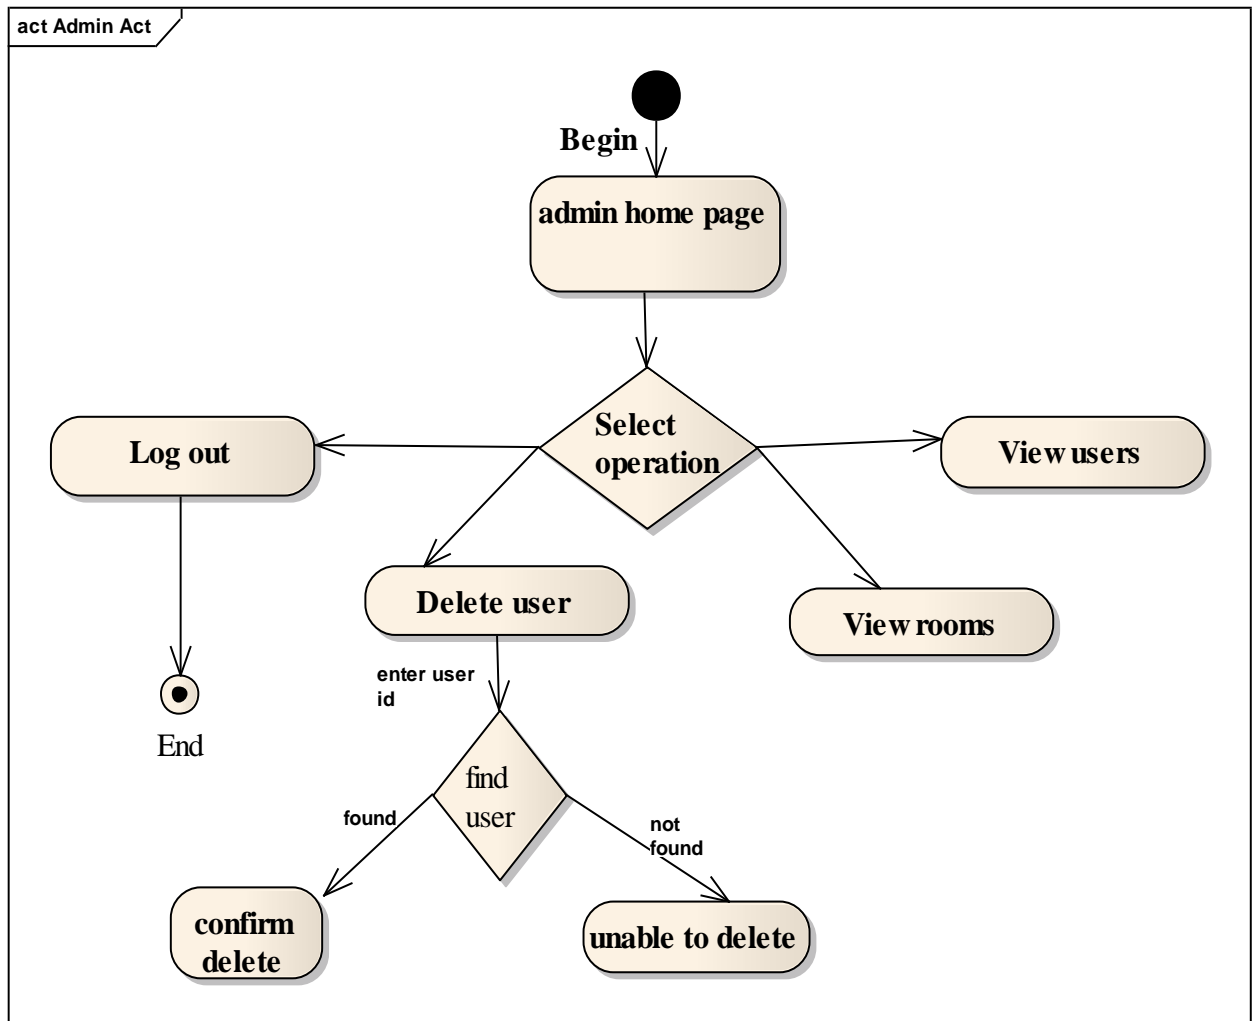 act Admin Act
Begin
admin home page
Select
operation
Log out
View users
Delete user
View rooms
enter user
id
End
find
user
found
not
found
confirm
delete
unable to delete